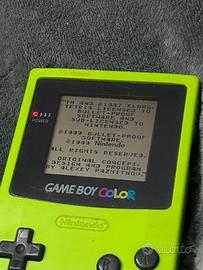 "TM AND ©1987 ELORG,
TETRIS LICENSED TO
BULLET-PROOF
SOFTWARE AND
SUB-LICENSED TO
NINTENDO.
©1989 BULLET-PROOF
SOFTWARE
©1989 Nintendo
ALL RIGHTS RESERVED.
ORIGINAL CONCEPT,
DESIGN AND PROGRAM
BY ALEXEY PAZHITNOV."
POWER
GAME BOY COLOR
Nintendo
subito